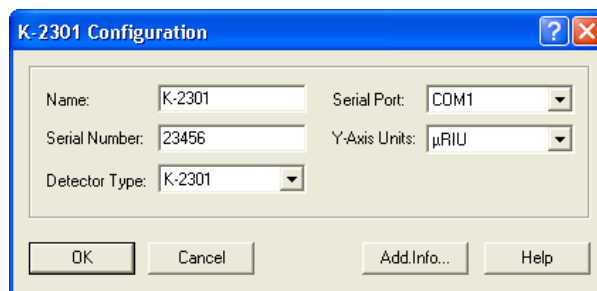 K-2301 Configuration
Name: K-2301 Serial Port: COM1
Serial Number: 23456 Y-Axis Units: µRIU
Detector Type: K-2301
OK Cancel Add.Info... Help